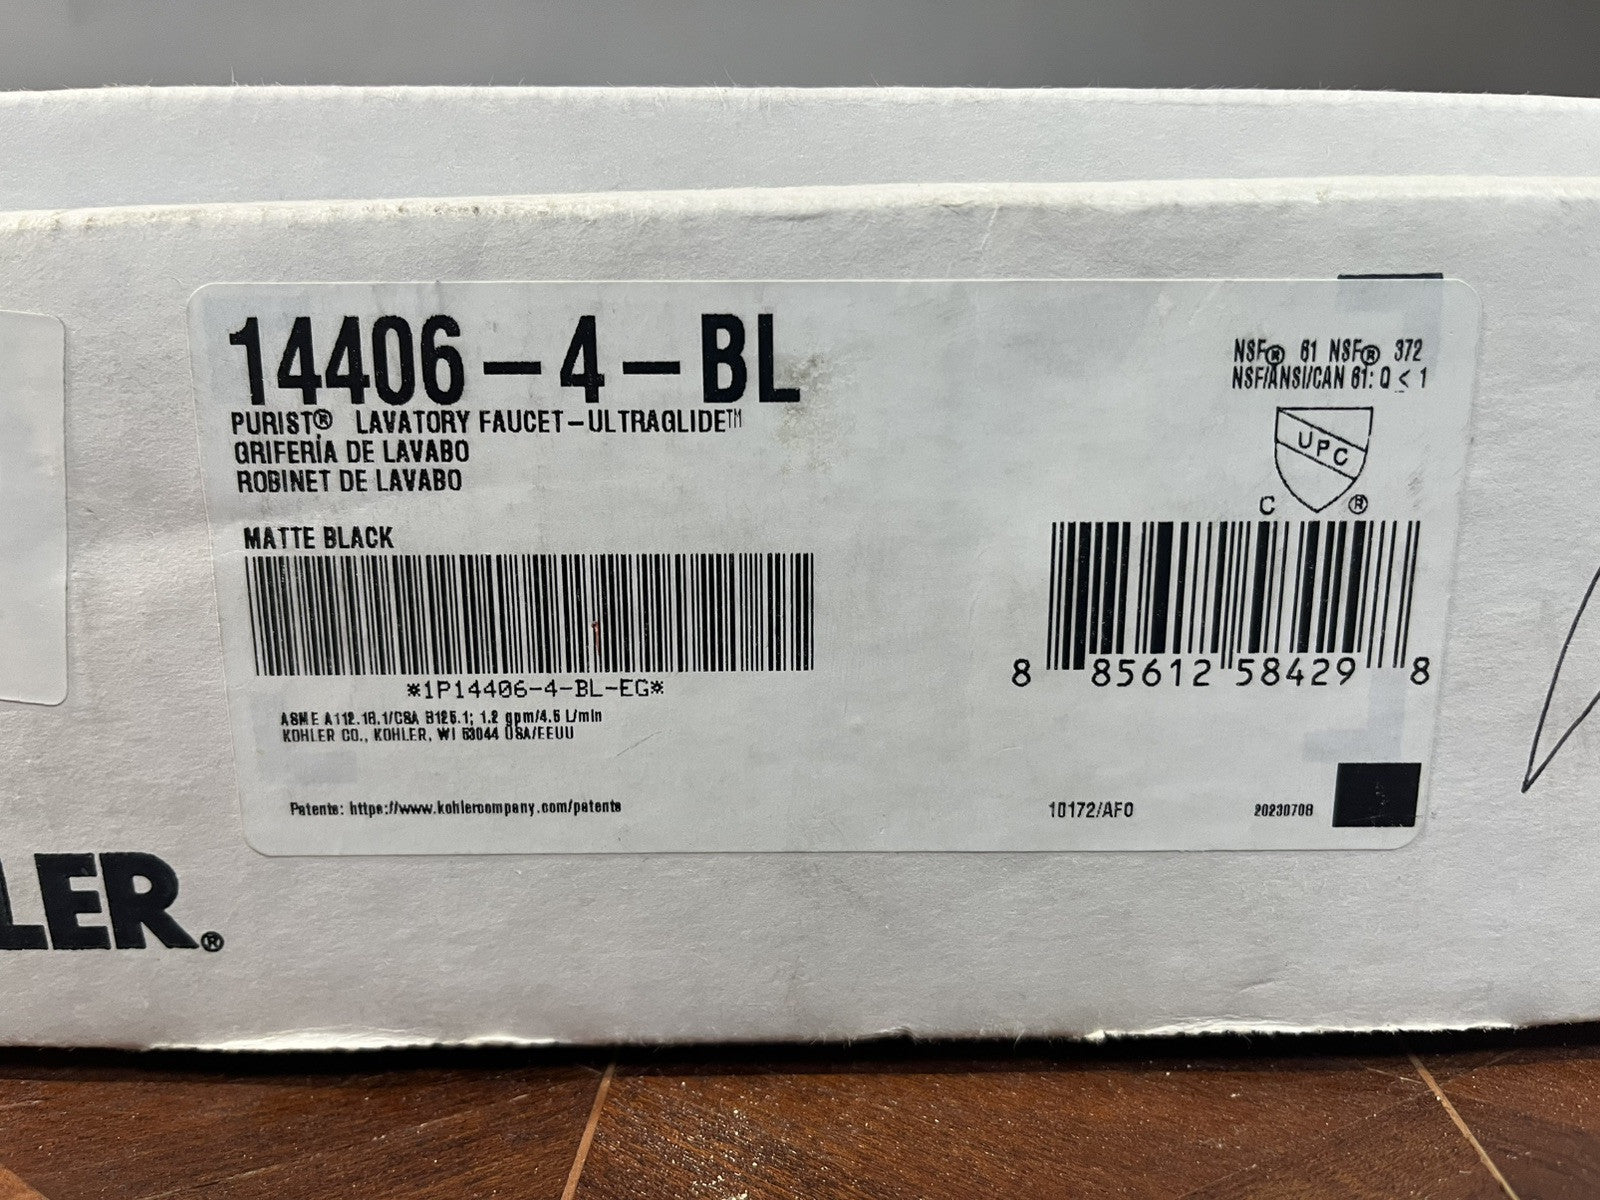 14406-4-BL
PURIST® LAVATORY FAUCET-ULTRAGLIDE™
GRIFERÍA DE LAVABO
ROBINET DE LAVABO
MATTE BLACK
*1P14406-4-BL-EG*
ASME A112.18.1/CSA B125.1; 1.2 gpm/4.5 L/min
KOHLER CO., KOHLER, WI 53044 USA/EEUU
Patents: https://www.kohlercompany.com/patents
NSF® 61 NSF® 372
NSF/ANSI/CAN 61: Q < 1
UPC
C ®
8 85612 58429 8
10172/AF0
20230708
LER®